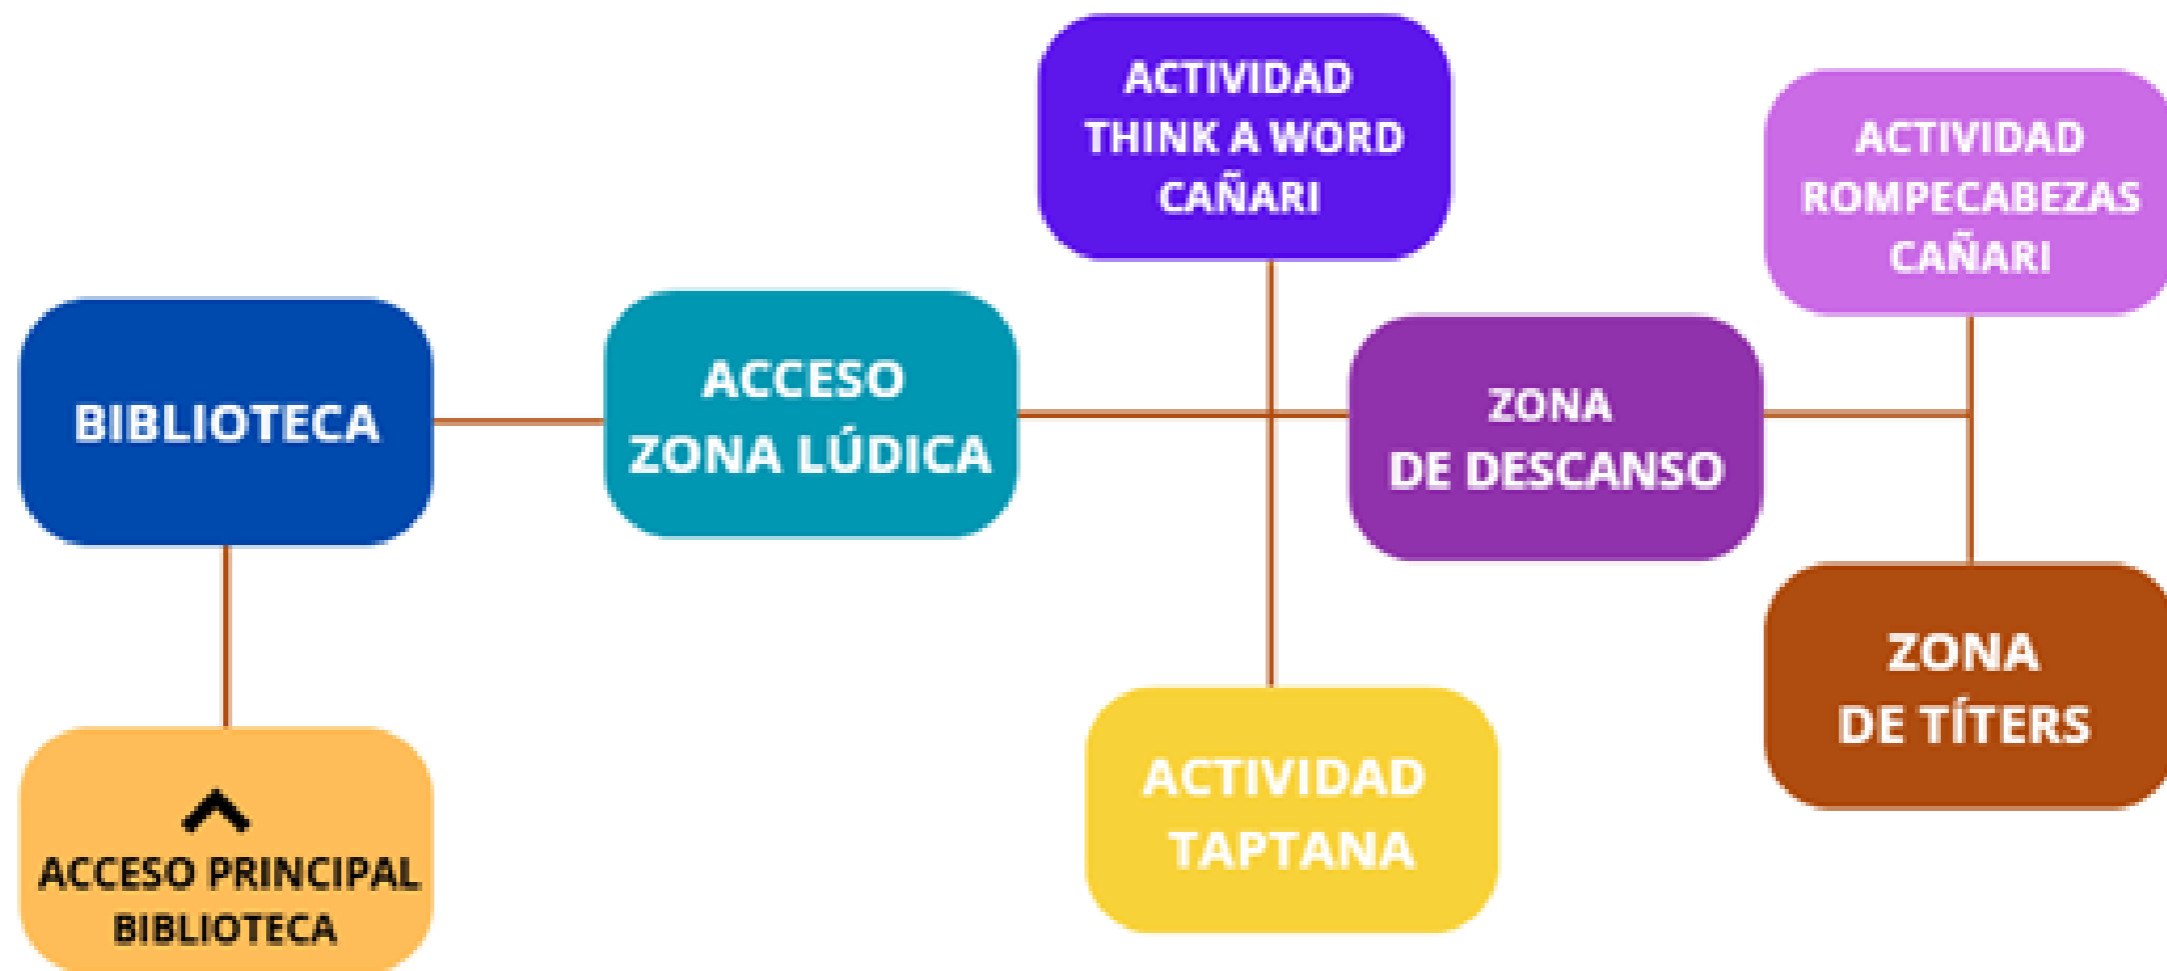 ACTIVIDAD
THINK A WORD
CAÑARI
ACTIVIDAD
ROMPECABEZAS
CAÑARI
BIBLIOTECA
ACCESO
ZONA LÚDICA
ZONA
DE DESCANSO
ZONA
DE TÍTERS
ACTIVIDAD
TAPTANA
ACCESO PRINCIPAL
BIBLIOTECA